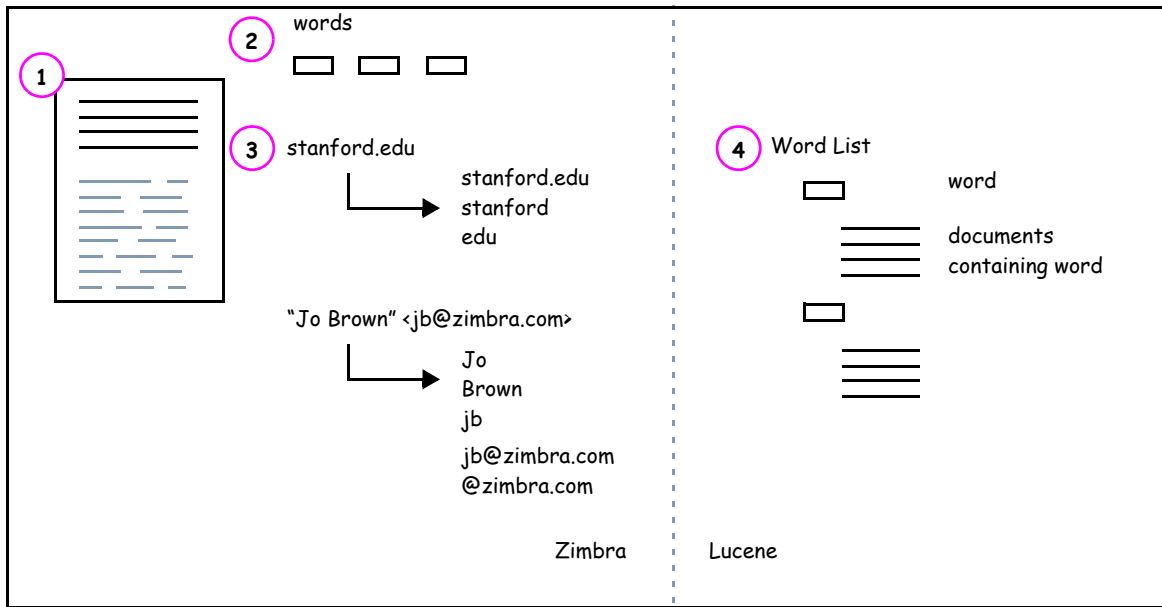 1
2
words
3
stanford.edu
stanford.edu
stanford
edu
“Jo Brown” <jb@zimbra.com>
Jo
Brown
jb
jb@zimbra.com
@zimbra.com
Zimbra
4
Word List
word
documents
containing word
Lucene